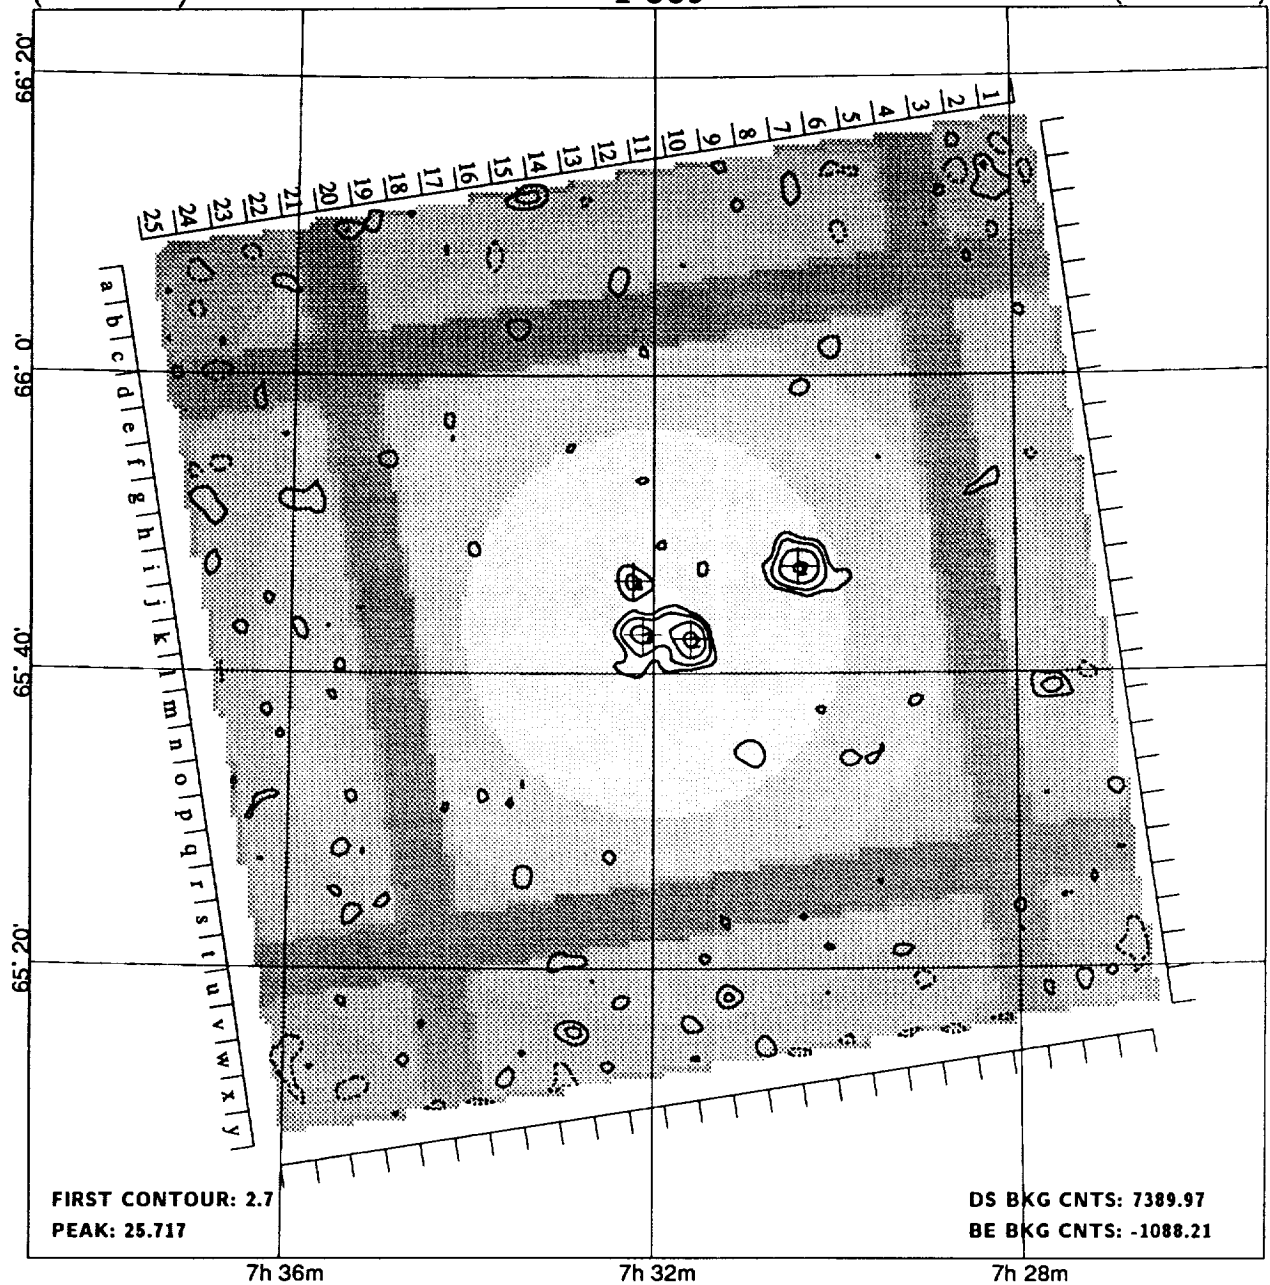 66° 20'
1 2 3 4 5 6 7 8 9 10 11 12 13 14 15 16 17 18 19 20 21 22 23 24 25
a b c d e f g h i j k l m n o p q r s t u v w x y
66° 0'
65° 40'
65° 20'
FIRST CONTOUR: 2.7
PEAK: 25.717
DS BKG CNTS: 7389.97
BE BKG CNTS: -1088.21
7h 36m
7h 32m
7h 28m